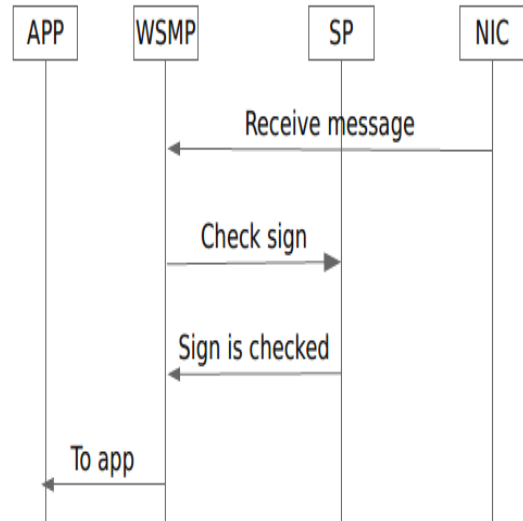 APP
WSMP
SP
NIC
Receive message
Check sign
Sign is checked
To app